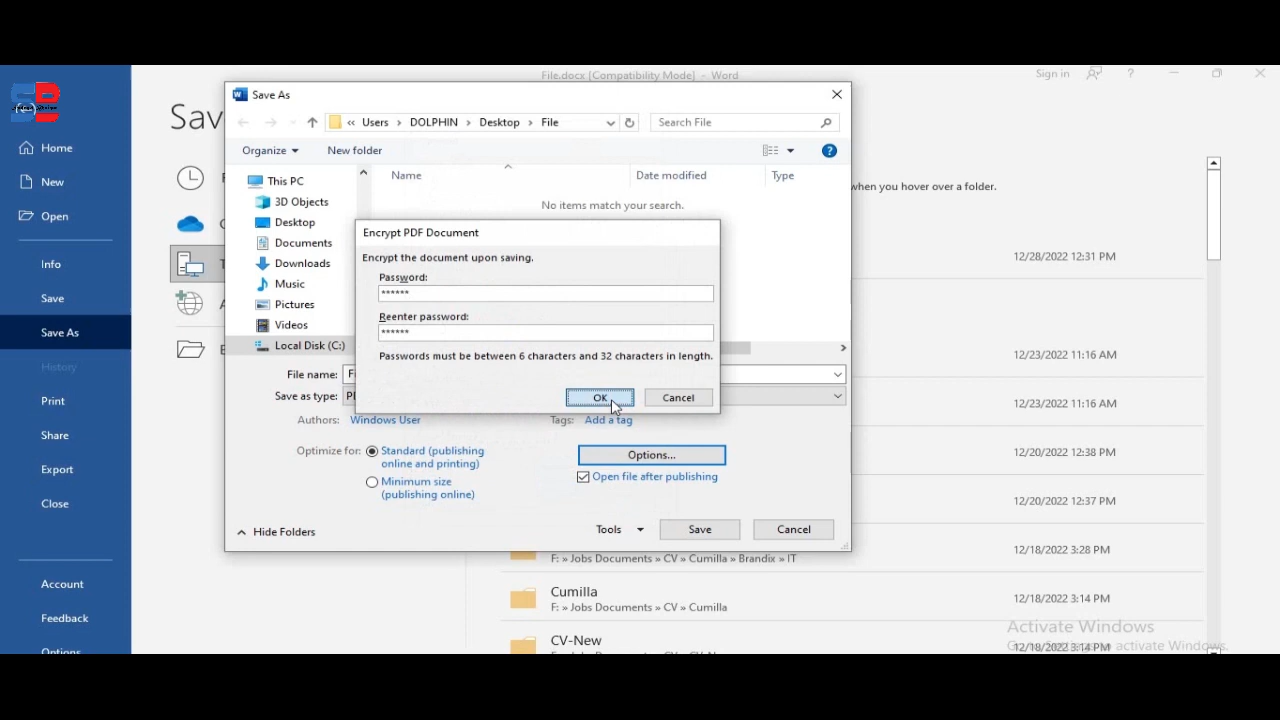 File.docx [Compatibility Mode] - Word
Sign in
?
Save As
Home
New
Open
Info
Save
Save As
History
Print
Share
Export
Close
Account
Feedback
Options
« Users › DOLPHIN › Desktop › File
Search File
Organize
New folder
?
This PC
3D Objects
Desktop
Documents
Downloads
Music
Pictures
Videos
Local Disk (C:)
Name
Date modified
Type
No items match your search.
Encrypt PDF Document
Encrypt the document upon saving.
Password:
******
Reenter password:
******
Passwords must be between 6 characters and 32 characters in length.
OK
Cancel
File name:
Save as type:
Authors:
Windows User
Tags:
Add a tag
Optimize for:
Standard (publishing
online and printing)
Minimum size
(publishing online)
Options...
Open file after publishing
Hide Folders
Tools
Save
Cancel
when you hover over a folder.
12/28/2022 12:31 PM
12/23/2022 11:16 AM
12/23/2022 11:16 AM
12/20/2022 12:38 PM
12/20/2022 12:37 PM
12/18/2022 3:28 PM
F: » Jobs Documents » CV » Cumilla » Brandix » IT
Cumilla
F: » Jobs Documents » CV » Cumilla
12/18/2022 3:14 PM
CV-New
12/18/2022 3:14 PM
Activate Windows
Go to Settings to activate Windows.